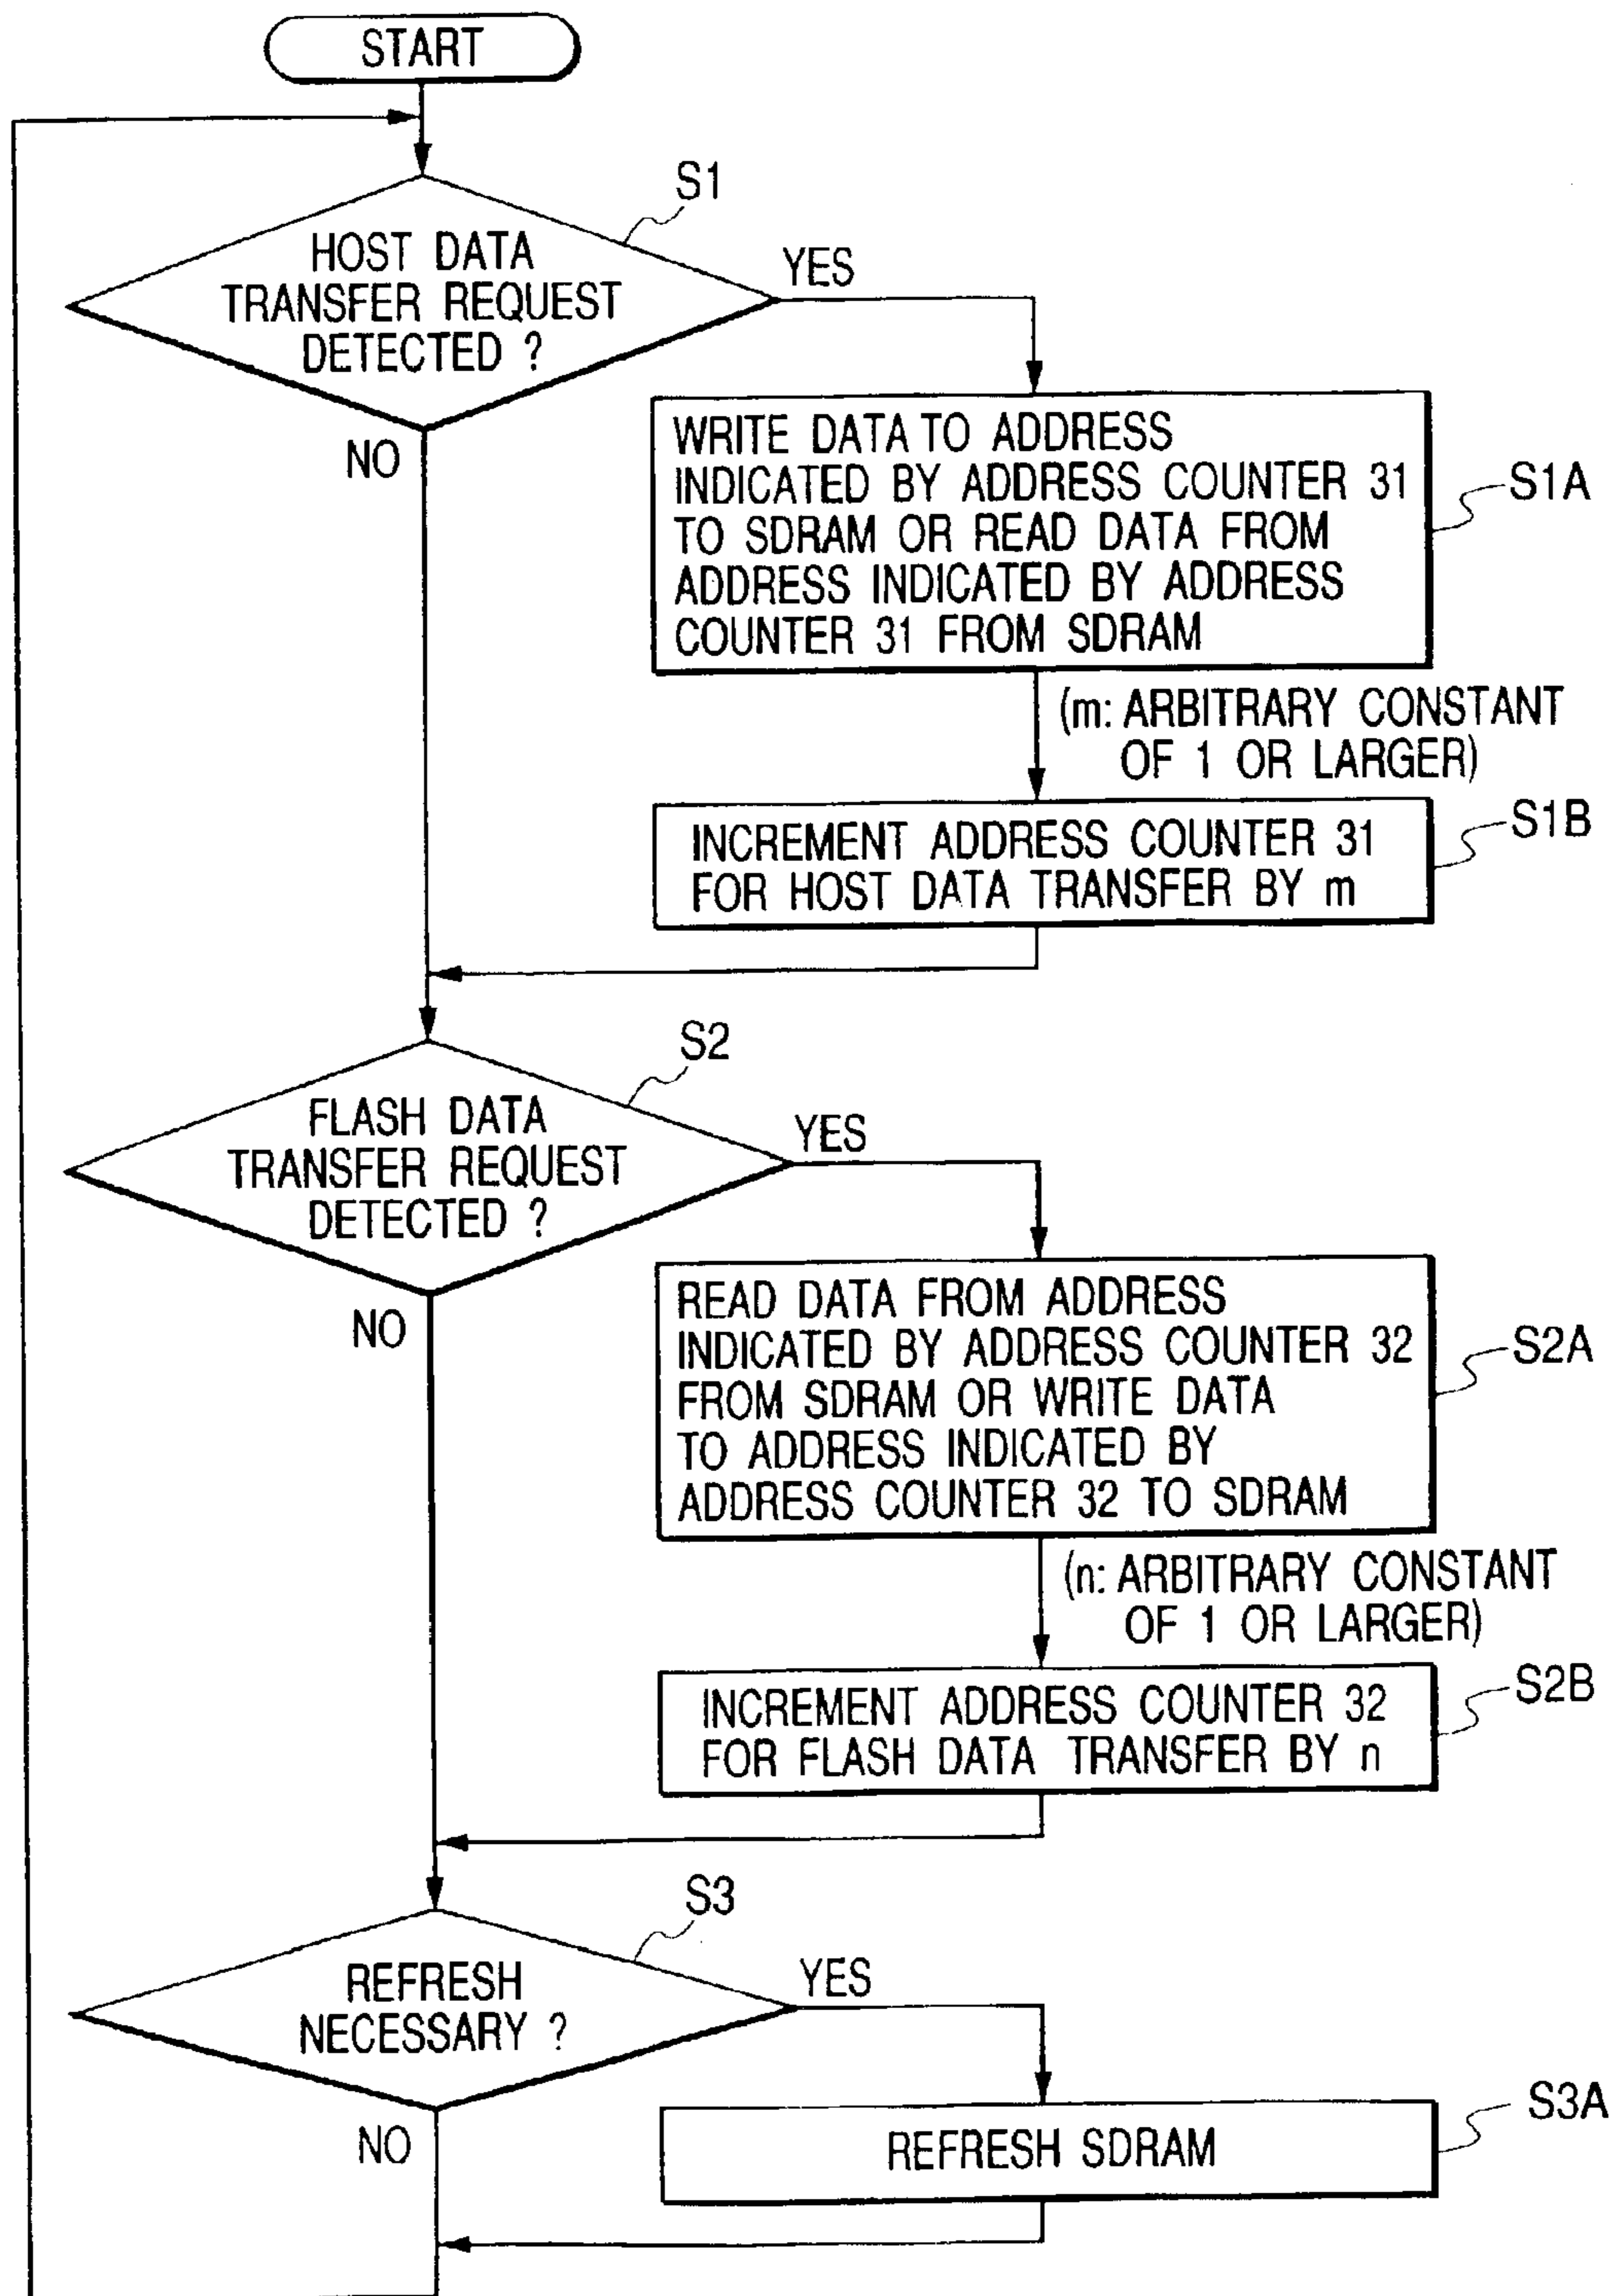 START
S1
HOST DATA
TRANSFER REQUEST
DETECTED ?
YES
NO
WRITE DATA TO ADDRESS
INDICATED BY ADDRESS COUNTER 31
TO SDRAM OR READ DATA FROM
ADDRESS INDICATED BY ADDRESS
COUNTER 31 FROM SDRAM
S1A
(m: ARBITRARY CONSTANT
OF 1 OR LARGER)
INCREMENT ADDRESS COUNTER 31
FOR HOST DATA TRANSFER BY m
S1B
S2
FLASH DATA
TRANSFER REQUEST
DETECTED ?
YES
NO
READ DATA FROM ADDRESS
INDICATED BY ADDRESS COUNTER 32
FROM SDRAM OR WRITE DATA
TO ADDRESS INDICATED BY
ADDRESS COUNTER 32 TO SDRAM
S2A
(n: ARBITRARY CONSTANT
OF 1 OR LARGER)
INCREMENT ADDRESS COUNTER 32
FOR FLASH DATA TRANSFER BY n
S2B
S3
REFRESH
NECESSARY ?
YES
NO
REFRESH SDRAM
S3A